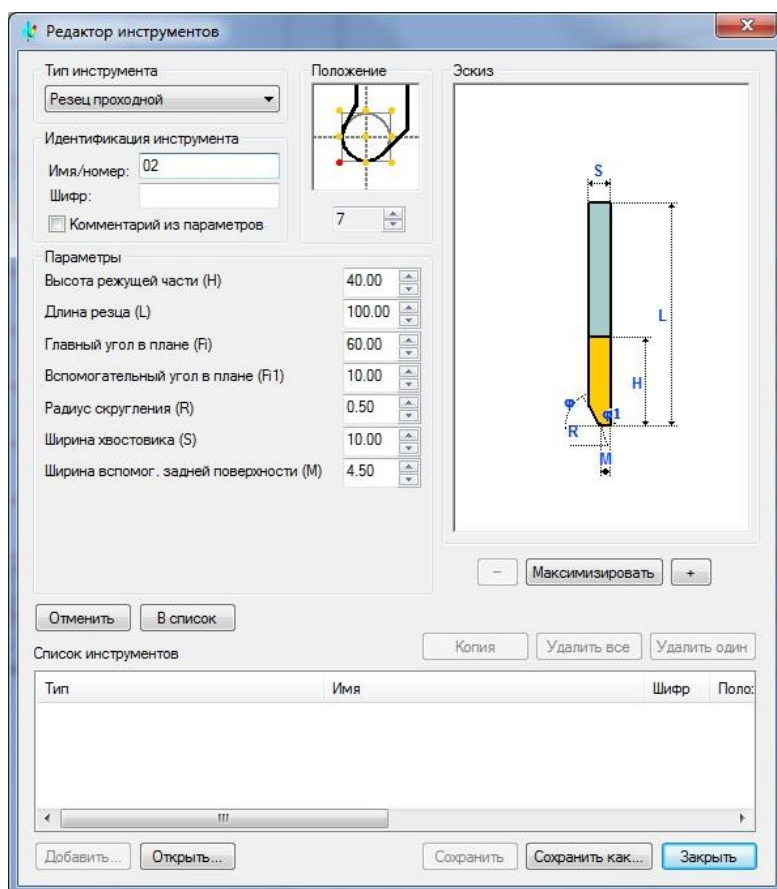 Редактор инструментов
Тип инструмента
Резец проходной
Положение
7
Эскиз
Идентификация инструмента
Имя/номер: 02
Шифр:
Комментарий из параметров
Параметры
Высота режущей части (H) 40.00
Длина резца (L) 100.00
Главный угол в плане (Fi) 60.00
Вспомогательный угол в плане (Fi1) 10.00
Радиус скругления (R) 0.50
Ширина хвостовика (S) 10.00
Ширина вспомог. задней поверхности (M) 4.50
S
L
H
φ
φ1
R
M
− Максимизировать +
Отменить В список
Список инструментов
Копия Удалить все Удалить один
Тип Имя Шифр Полож
Добавить... Открыть... Сохранить Сохранить как... Закрыть